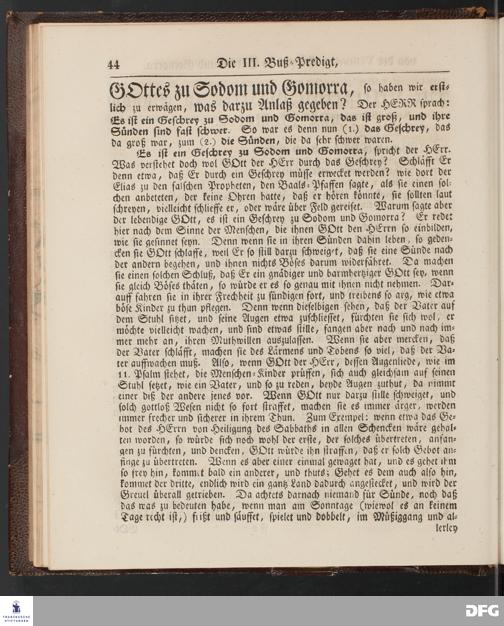 44 Die III. Buß-Predigt,
GOttes zu Sodom und Gomorra, so haben wir erst-
lich zu erwägen, was darzu Anlaß gegeben? Der HERR sprach:
Es ist ein Geschrey zu Sodom und Gomorra, das ist groß, und ihre
Sünden sind fast schwer. So war es denn nun (1.) das Geschrey, das
da groß war, zum (2.) die Sünden, die da sehr schwer waren.
Es ist ein Geschrey zu Sodom und Gomorra, spricht der HErr.
Was verstehet doch wol GOtt der HErr durch das Geschrey? Schläfft Er
denn etwa, daß Er durch ein Geschrey müsse erwecket werden? wie dort der
Elias zu den falschen Propheten, den Baals-Pfaffen sagte, als sie einen sol-
chen anbeteten, der keine Ohren hatte, daß er hören könnte, sie solten laut
schreyen, vielleicht schlieffe er, oder wäre über Feld gereiset. Warum sagte aber
der lebendige GOtt, es ist ein Geschrey zu Sodom und Gomorra? Er redet
hier nach dem Sinne der Menschen, die ihnen GOtt den HErrn so einbilden,
wie sie gesinnet seyn. Denn wenn sie in ihren Sünden dahin leben, so geden-
cken sie GOtt schlaffe, weil Er so still darzu schweigt, daß sie eine Sünde nach
der andern begehen, und ihnen nichts Böses darum wiederfähret. Da machen
sie einen solchen Schluß, daß Er ein gnädiger und barmhertziger GOtt sey, wenn
sie gleich Böses thäten, so würde er es so genau mit ihnen nicht nehmen. Dar-
auff fahren sie in ihrer Frechheit zu sündigen fort, und treibens so arg, wie etwa
böse Kinder zu thun pflegen. Denn wenn dieselbigen sehen, daß der Vater auf
dem Stuhl sitzet, und seine Augen etwa zuschliesset, fürchten sie sich wol, er
möchte vielleicht wachen, und sind etwas stille, fangen aber nach und nach im-
mer mehr an, ihren Muthwillen auszulassen. Wenn sie aber mercken, daß
der Vater schläfft, machen sie des Lärmens und Tobens so viel, daß der Va-
ter auffwachen muß. Also, wenn GOtt der HErr, dessen Augenliede, wie im
11. Psalm stehet, die Menschen-Kinder prüffen, sich auch gleichsam auf seinen
Stuhl setzet, wie ein Vater, und so zu reden, beyde Augen zuthut, da nimmt
einer diß der andere jenes vor. Wenn GOtt nur darzu stille schweiget, und
solch gottloß Wesen nicht so fort straffet, machen sie es immer ärger, werden
immer frecher und sicherer in ihrem Thun. Zum Exempel: wenn etwa das Ge-
bot des HErrn von Heiligung des Sabbaths in allen Schencken wäre gehal-
ten worden, so würde sich noch wohl der erste, der solches übertreten, anfan-
gen zu fürchten, und dencken, GOtt würde ihn straffen, daß er solch Gebot an-
finge zu übertreten. Wenn es aber einer einmal gewaget hat, und es gehet ihm
so frey hin, kommet bald ein anderer, und thuts; Gehet es dem auch also hin,
kommet der dritte, endlich wird ein gantz Land dadurch angestecket, und wird der
Greuel überall getrieben. Da achtets darnach niemand für Sünde, noch daß
das was zu bedeuten habe, wenn man am Sonntage (wiewol es an keinem
Tage recht ist,) frißt und säuffet, spielet und dobbelt, im Müßiggang und al-
lerley
FRANCKESCHE STIFTUNGEN
DFG